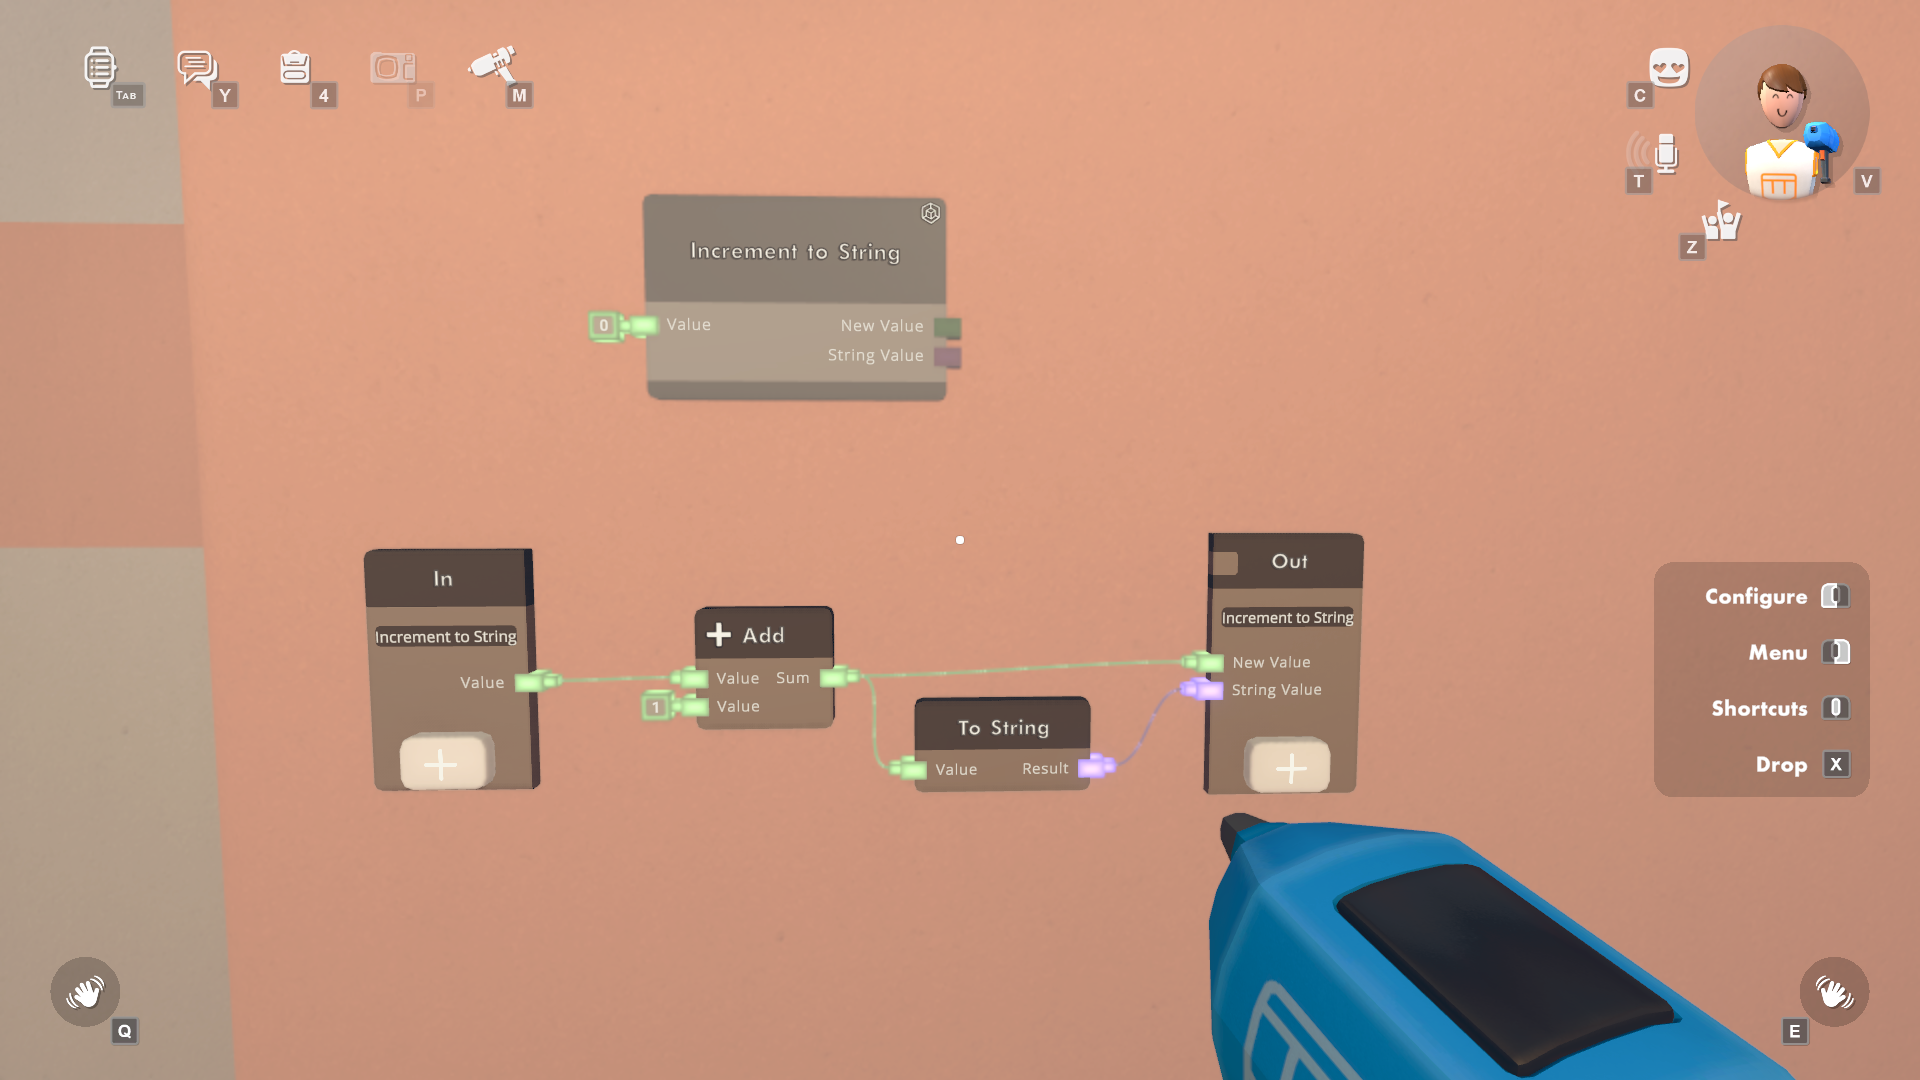 TAB
Y
4
P
M
C
T
V
Z
Increment to String
0
Value
New Value
String Value
In
Increment to String
Value
Add
Value Sum
1
Value
To String
Value Result
Out
Increment to String
New Value
String Value
Configure
Menu
Shortcuts
Drop X
Q
E